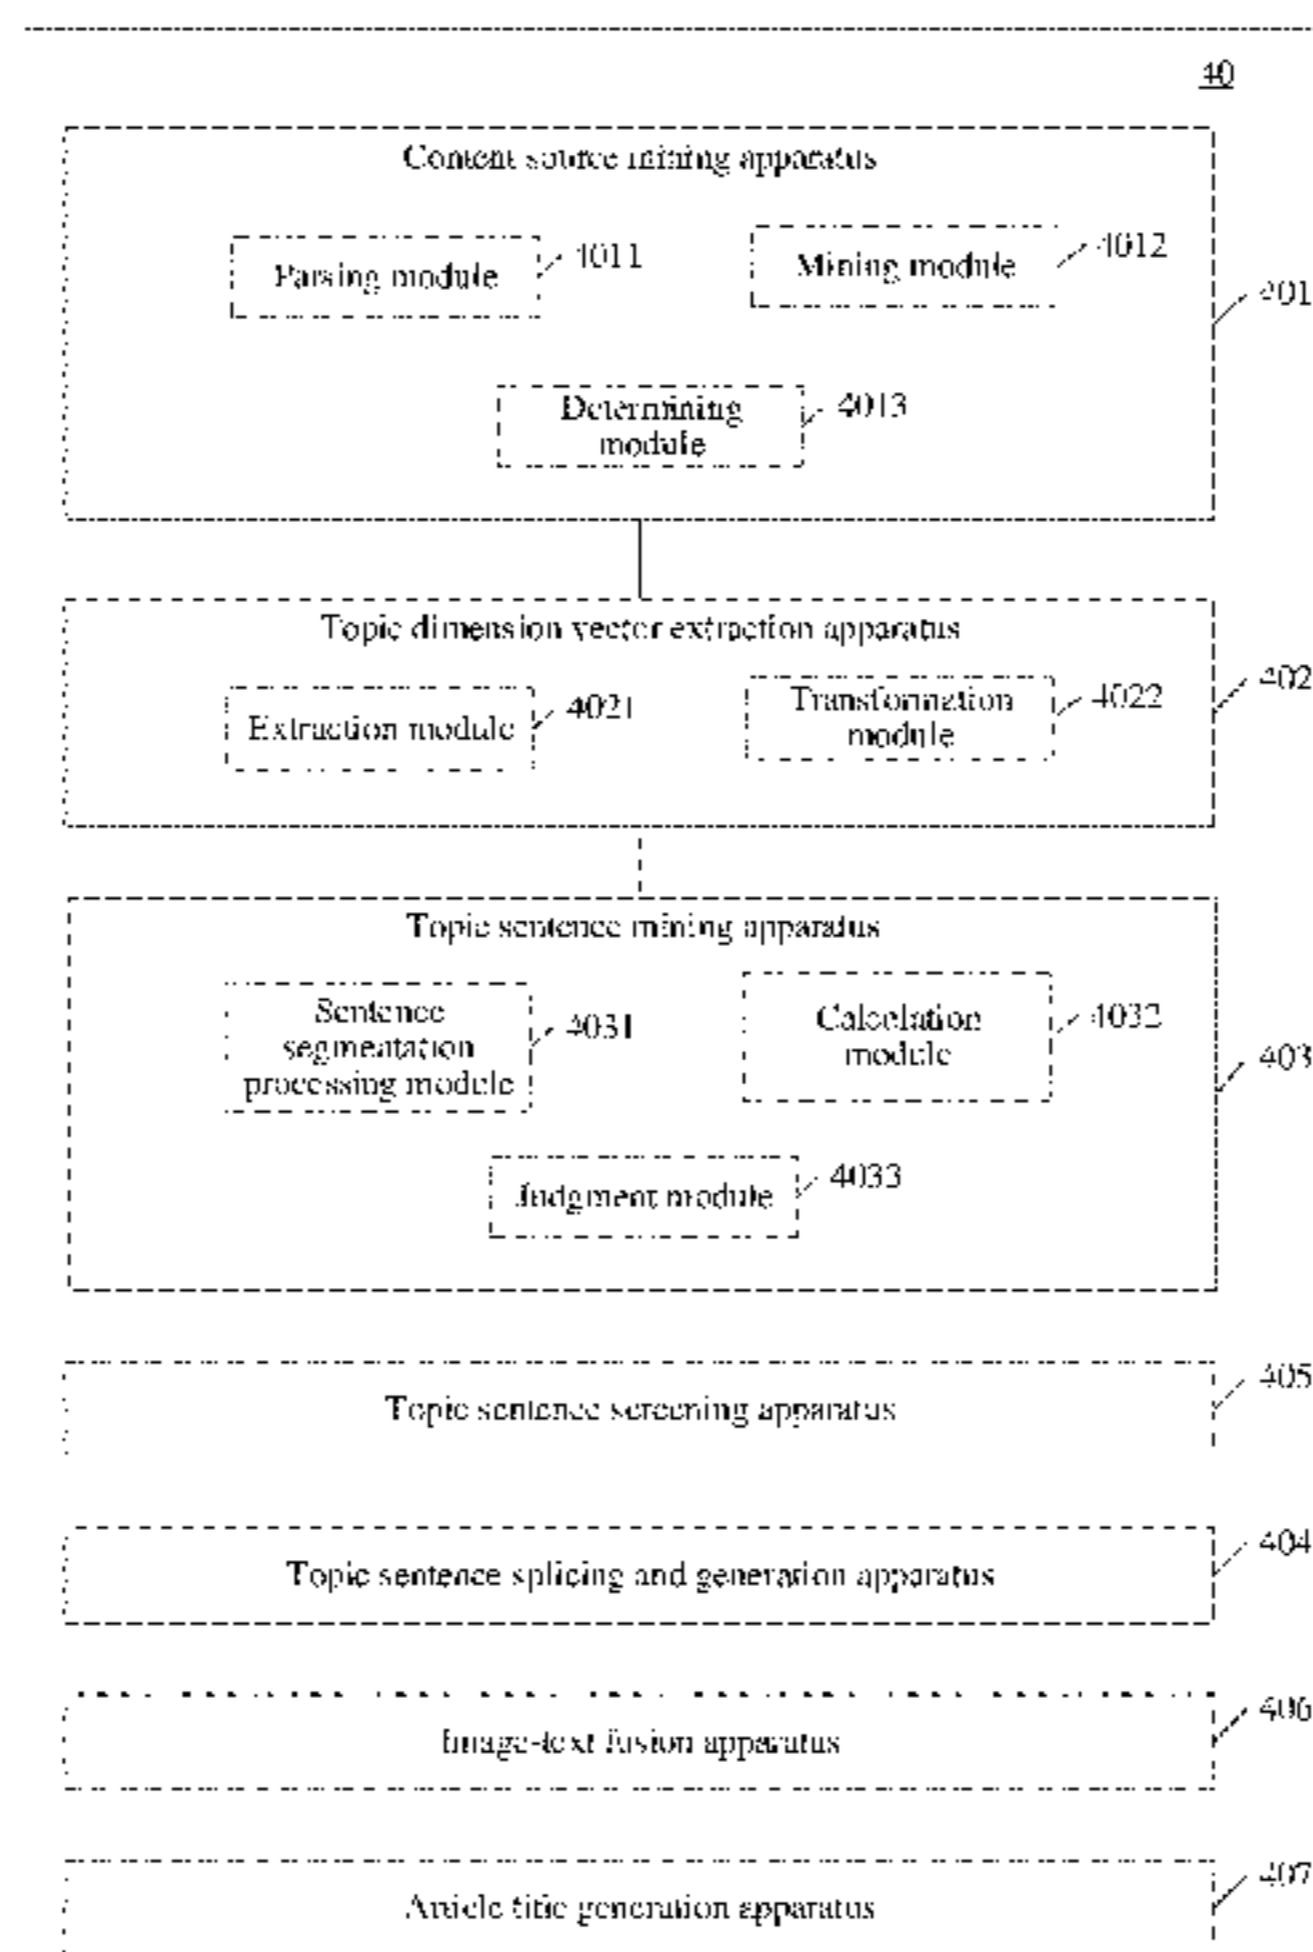 40
Content source mining apparatus
Parsing module
4011
Mining module
4012
401
Determining
module
4013
Topic dimension vector extraction apparatus
402
Extraction module
4021
Transformation
module
4022
Topic sentence mining apparatus
Sentence
segmentation
processing module
4031
Calculation
module
4032
403
Judgment module
4033
405
Topic sentence screening apparatus
404
Topic sentence splicing and generation apparatus
406
Image-text fusion apparatus
407
Article title generation apparatus